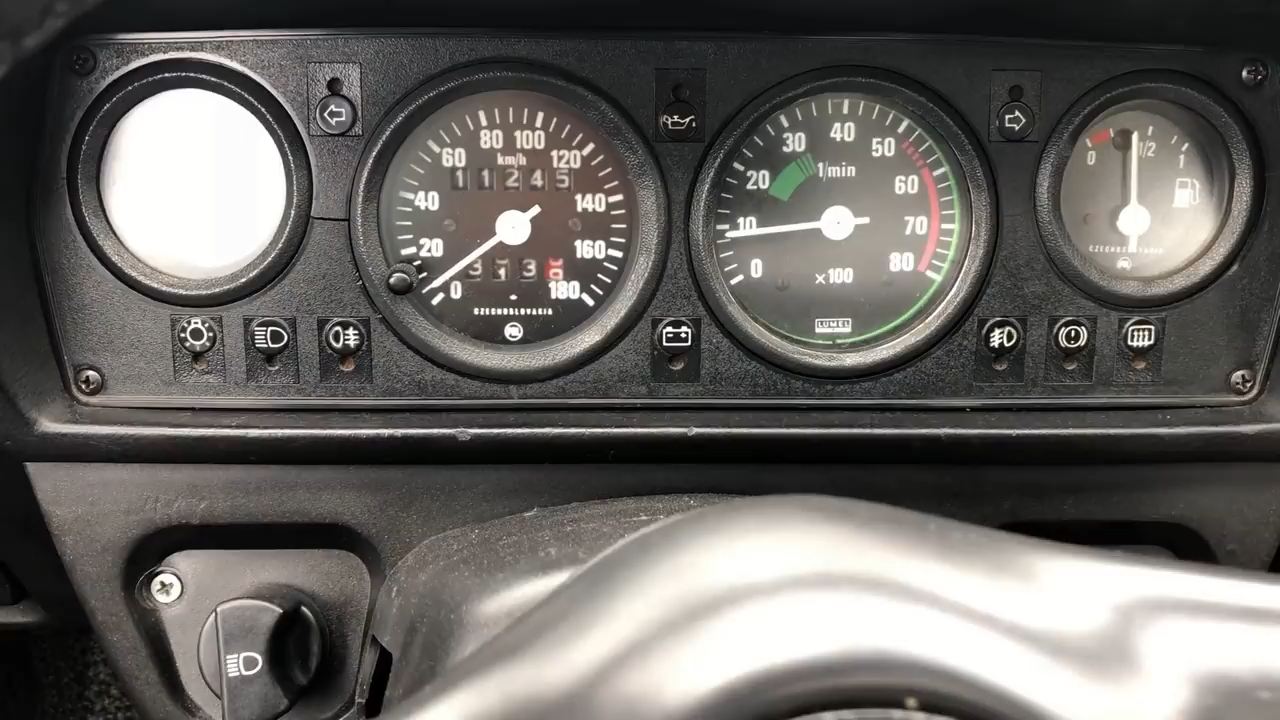 0 20 40 60 80 100 120 140 160 180
km/h
11245
3130
CZECHOSLOVAKIA
0 10 20 30 40 50 60 70 80
1/min
×100
LUMEL
0 1/2 1
CZECHOSLOVAKIA